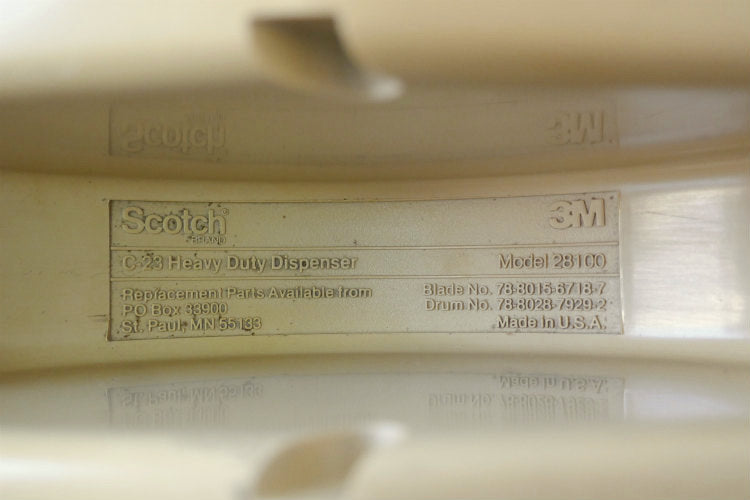 Scotch® 3M
BRAND
C-23 Heavy Duty Dispenser Model 28100
Replacement Parts Available from Blade No. 78-8015-6718-7
PO Box 33900 Drum No. 78-8028-7929-2
St. Paul, MN 55133 Made in U.S.A.